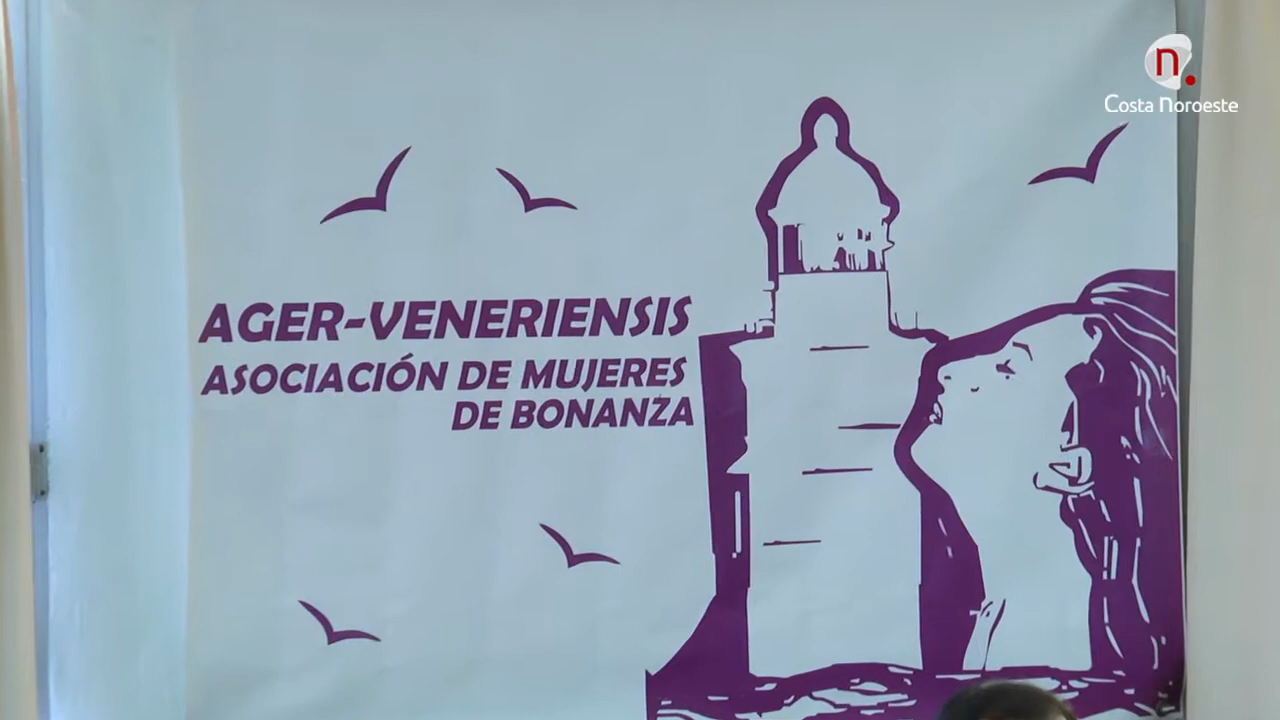 n.
Costa Noroeste
AGER-VENERIENSIS
ASOCIACIÓN DE MUJERES
DE BONANZA